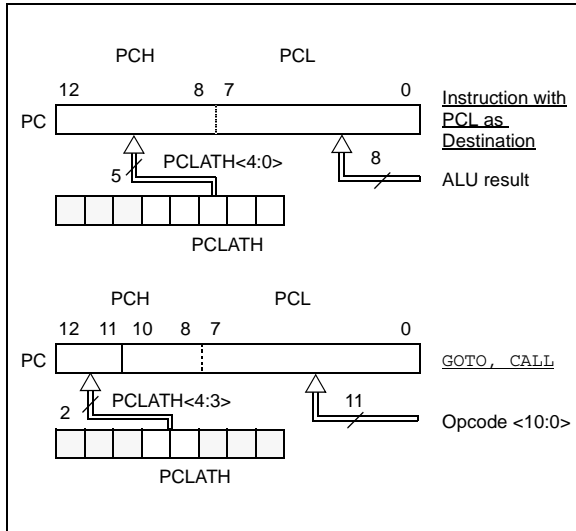 PCH PCL
12 8 7 0
PC
Instruction with
PCL as
Destination
5 PCLATH<4:0> 8
ALU result
PCLATH
PCH PCL
12 11 10 8 7 0
PC
GOTO, CALL
2 PCLATH<4:3> 11
Opcode <10:0>
PCLATH